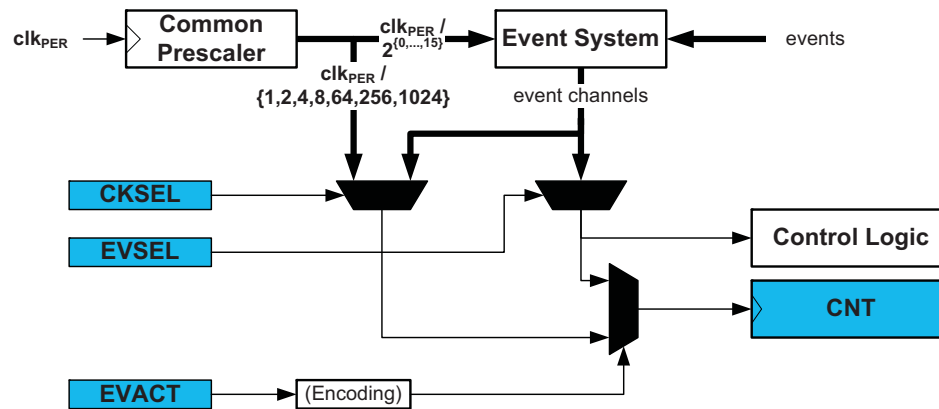 clkPER
Common
Prescaler
clkPER /
2^{0,...,15}
Event System
events
clkPER /
{1,2,4,8,64,256,1024}
event channels
CKSEL
EVSEL
Control Logic
CNT
EVACT
(Encoding)